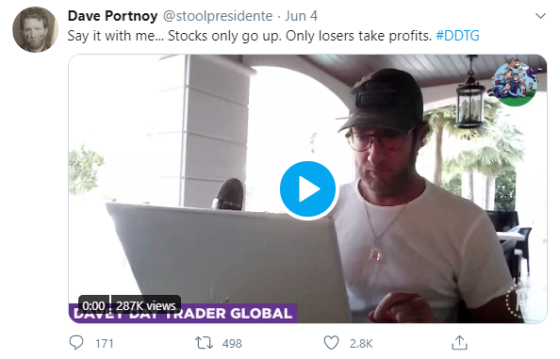 Dave Portnoy @stoolpresidente · Jun 4
Say it with me... Stocks only go up. Only losers take profits. #DDTG
0:00 287K views
DAVEY DAY TRADER GLOBAL
171 498 2.8K